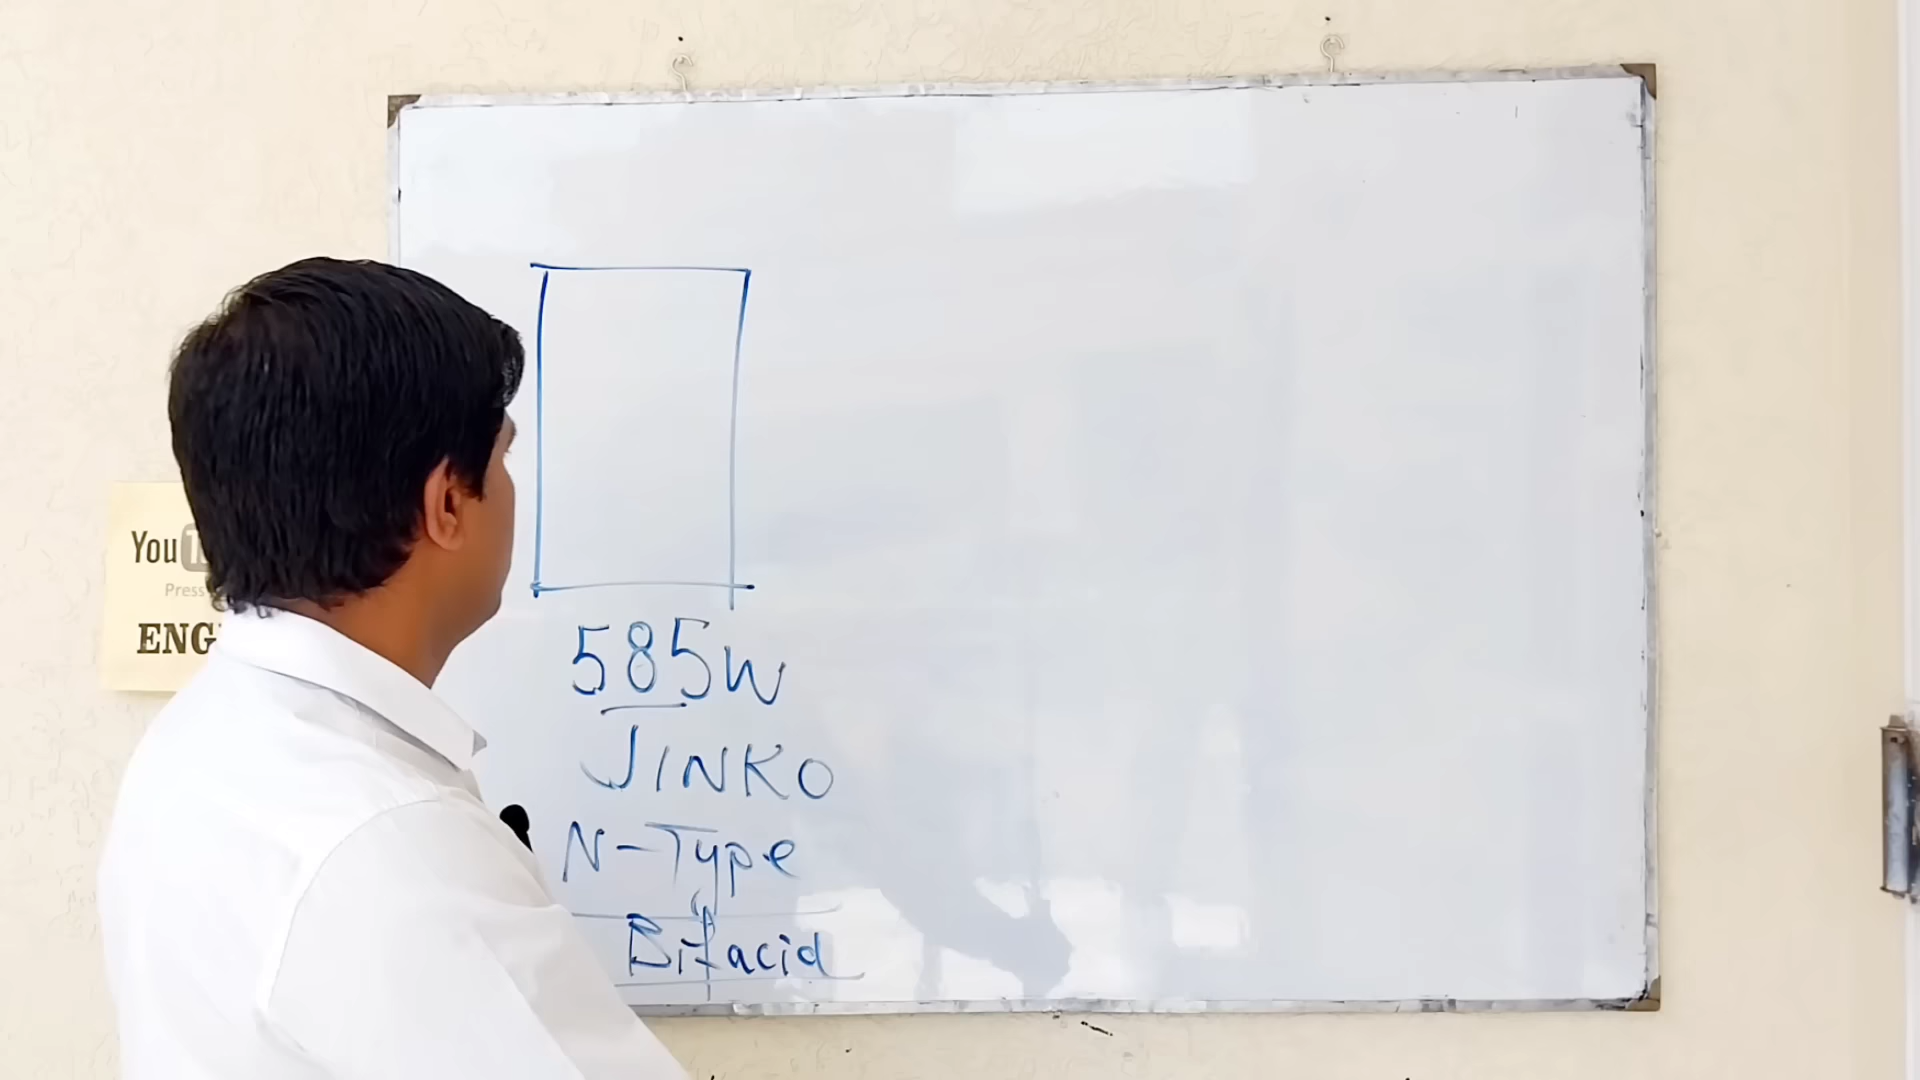 You
Press
ENG
585W
JINKO
N-Type
Bifacid